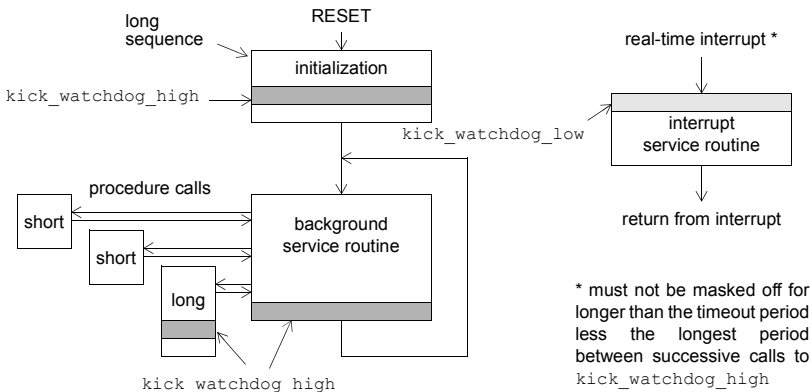 RESET
long
sequence
initialization
kick_watchdog_high
real-time interrupt *
kick_watchdog_low
interrupt
service routine
return from interrupt
procedure calls
short
short
long
background
service routine
kick_watchdog_high
* must not be masked off for
longer than the timeout period
less the longest period
between successive calls to
kick_watchdog_high